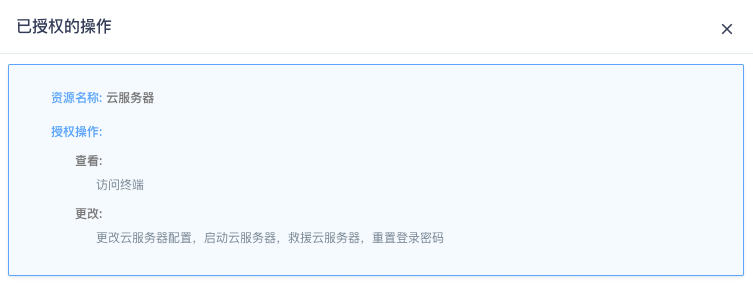 已授权的操作
资源名称: 云服务器
授权操作:
查看:
访问终端
更改:
更改云服务器配置，启动云服务器，救援云服务器，重置登录密码